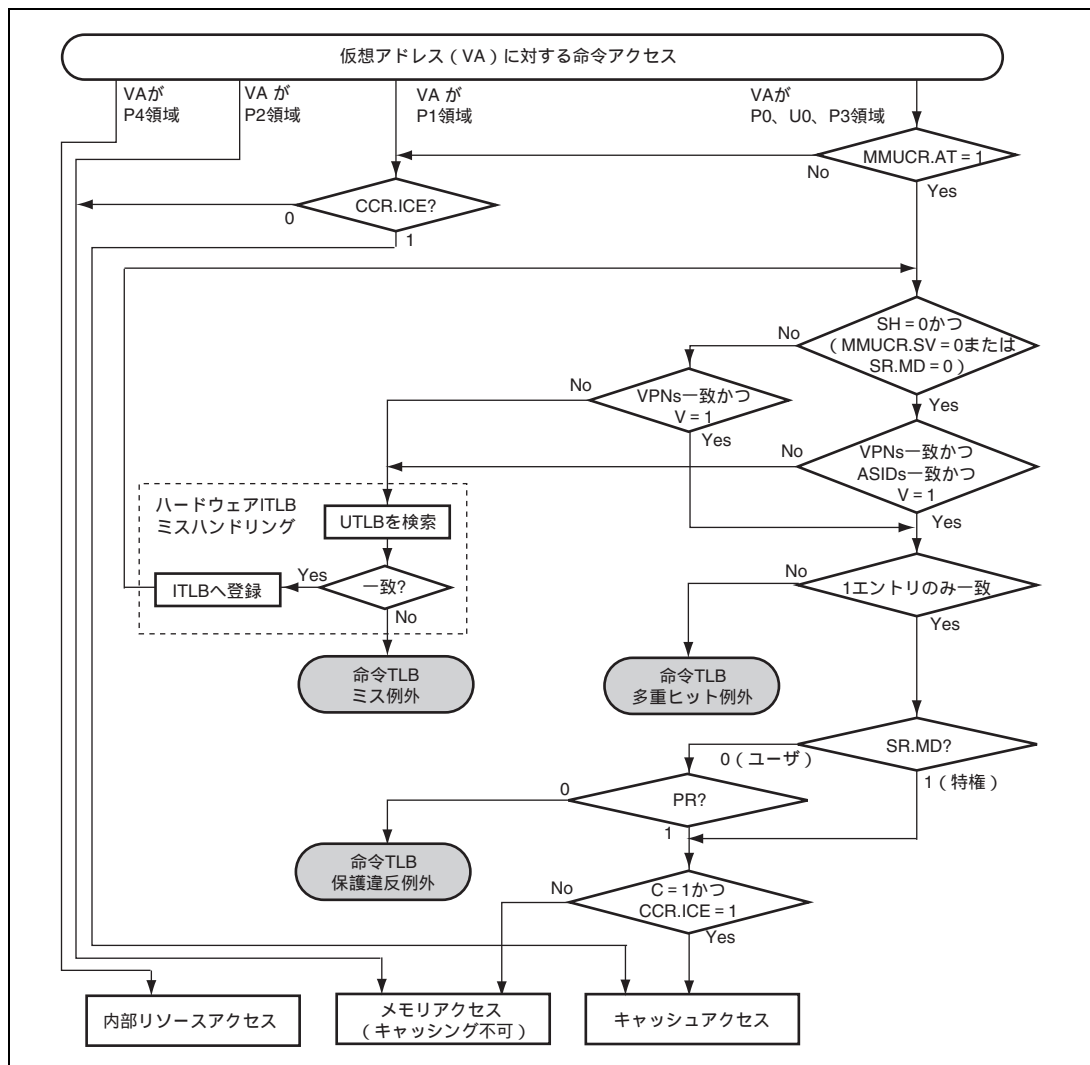 仮想アドレス（VA）に対する命令アクセス
VAが
P4領域
VA が
P2領域
VA が
P1領域
VAが
P0、U0、P3領域
MMUCR.AT = 1
No
Yes
CCR.ICE?
0
1
SH = 0かつ
（MMUCR.SV = 0または
SR.MD = 0）
No
Yes
VPNs一致かつ
V = 1
No
Yes
VPNs一致かつ
ASIDs一致かつ
V = 1
No
Yes
ハードウェアITLB
ミスハンドリング
UTLBを検索
一致?
Yes
No
ITLBへ登録
1エントリのみ一致
No
Yes
命令TLB
ミス例外
命令TLB
多重ヒット例外
SR.MD?
0（ユーザ）
1（特権）
PR?
0
1
命令TLB
保護違反例外
C = 1かつ
CCR.ICE = 1
No
Yes
内部リソースアクセス
メモリアクセス
（キャッシング不可）
キャッシュアクセス